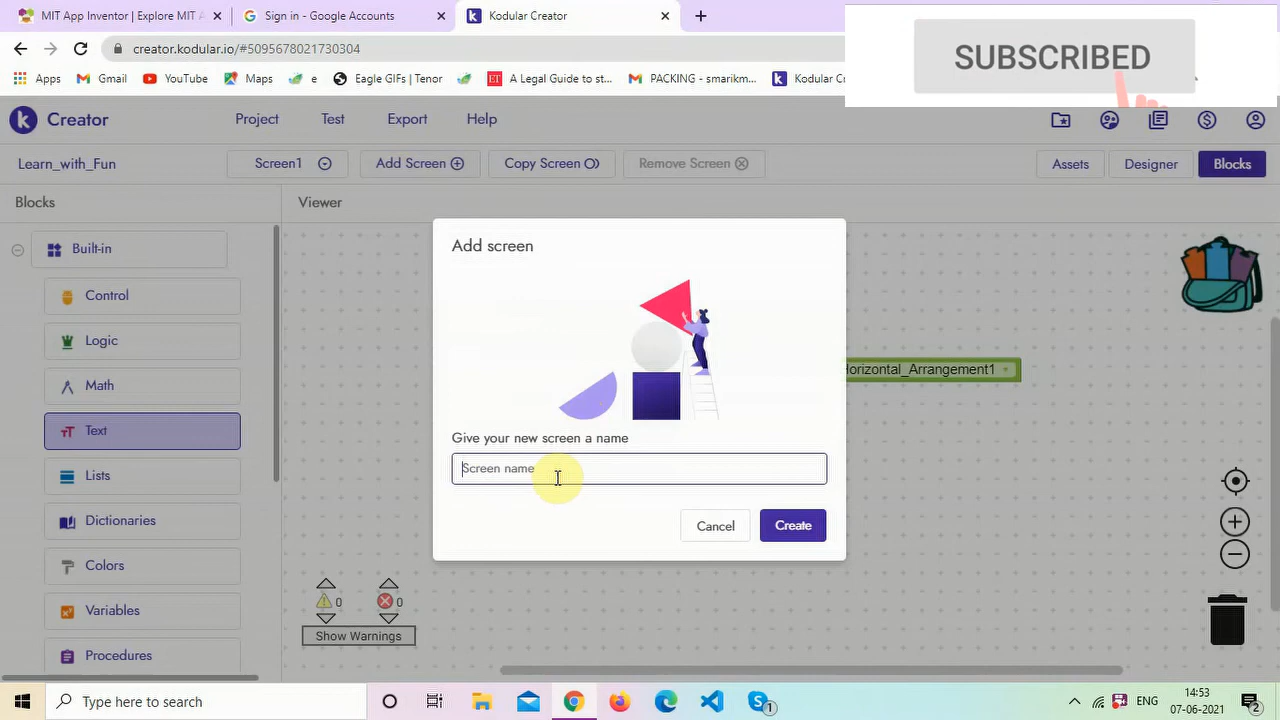 MIT App Inventor | Explore MIT A
Sign in - Google Accounts
Kodular Creator
creator.kodular.io/#5095678021730304
SUBSCRIBED
Apps
Gmail
YouTube
Maps
e
Eagle GIFs | Tenor
ET
A Legal Guide to st...
PACKING - smarikm...
Kodular Cr
k
Creator
Project
Test
Export
Help
Learn_with_Fun
Screen1
Add Screen
Copy Screen
Remove Screen
Assets
Designer
Blocks
Blocks
Viewer
Built-in
Control
Logic
Math
Text
Lists
Dictionaries
Colors
Variables
Procedures
Add screen
Give your new screen a name
Screen name
Cancel
Create
Horizontal_Arrangement1
0
0
Show Warnings
Type here to search
1
ENG
14:53
07-06-2021
2